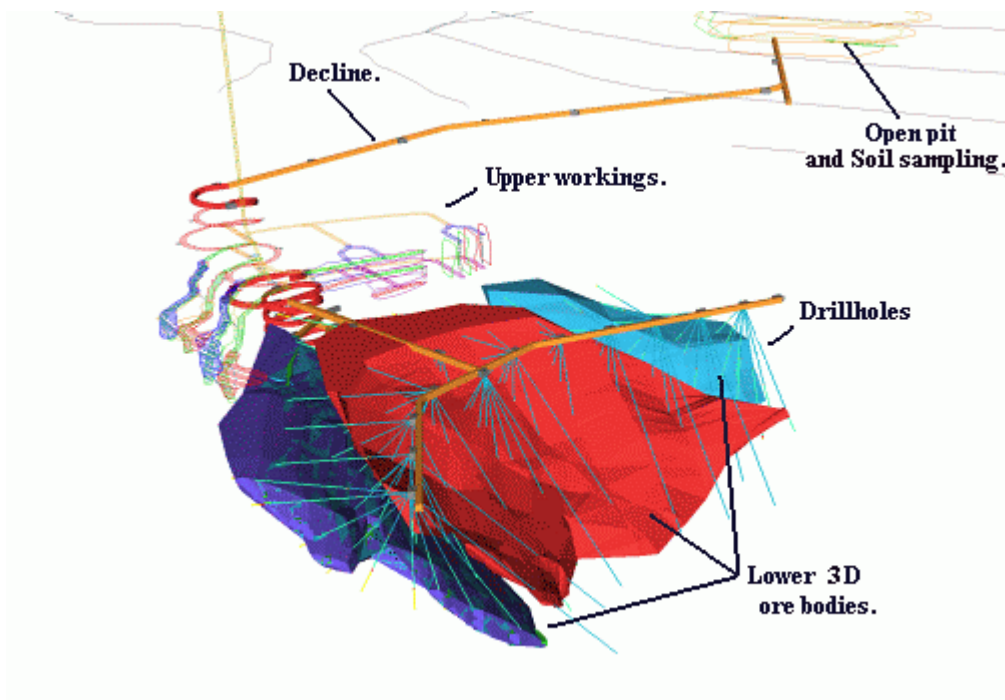 Decline.
Open pit
and Soil sampling.
Upper workings.
Drillholes
Lower 3D
ore bodies.